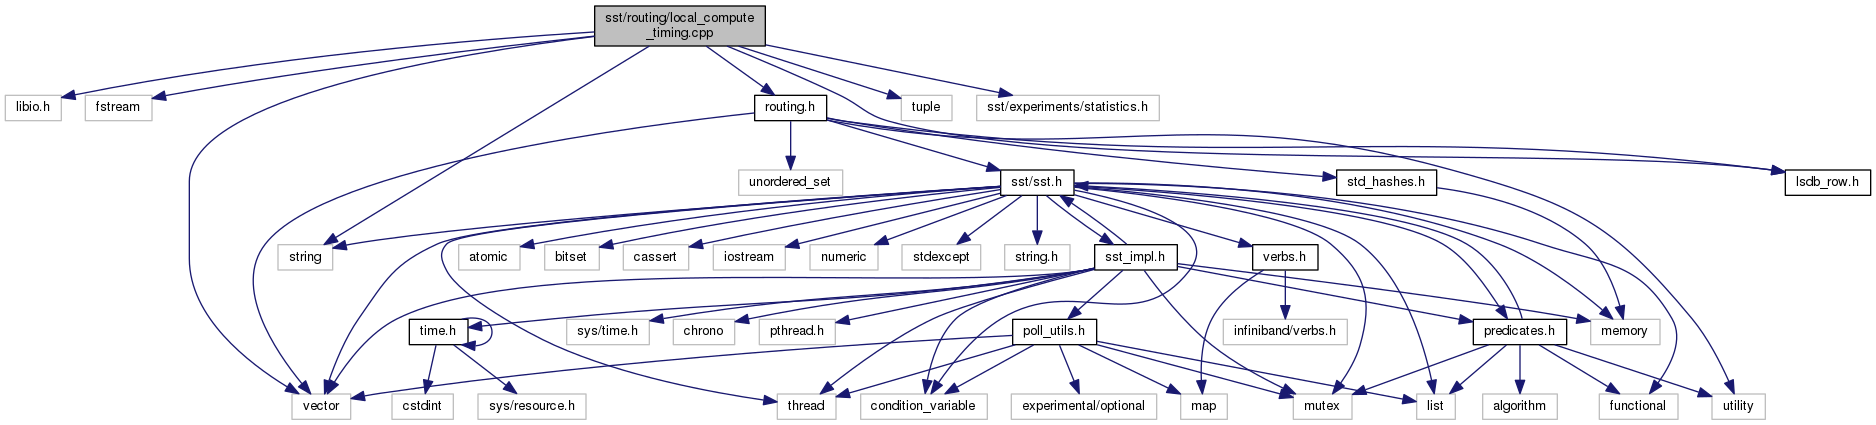 sst/routing/local_compute
_timing.cpp
libio.h
fstream
routing.h
tuple
sst/experiments/statistics.h
unordered_set
sst/sst.h
std_hashes.h
lsdb_row.h
string
atomic
bitset
cassert
iostream
numeric
stdexcept
string.h
sst_impl.h
verbs.h
time.h
sys/time.h
chrono
pthread.h
poll_utils.h
infiniband/verbs.h
predicates.h
memory
vector
cstdint
sys/resource.h
thread
condition_variable
experimental/optional
map
mutex
list
algorithm
functional
utility